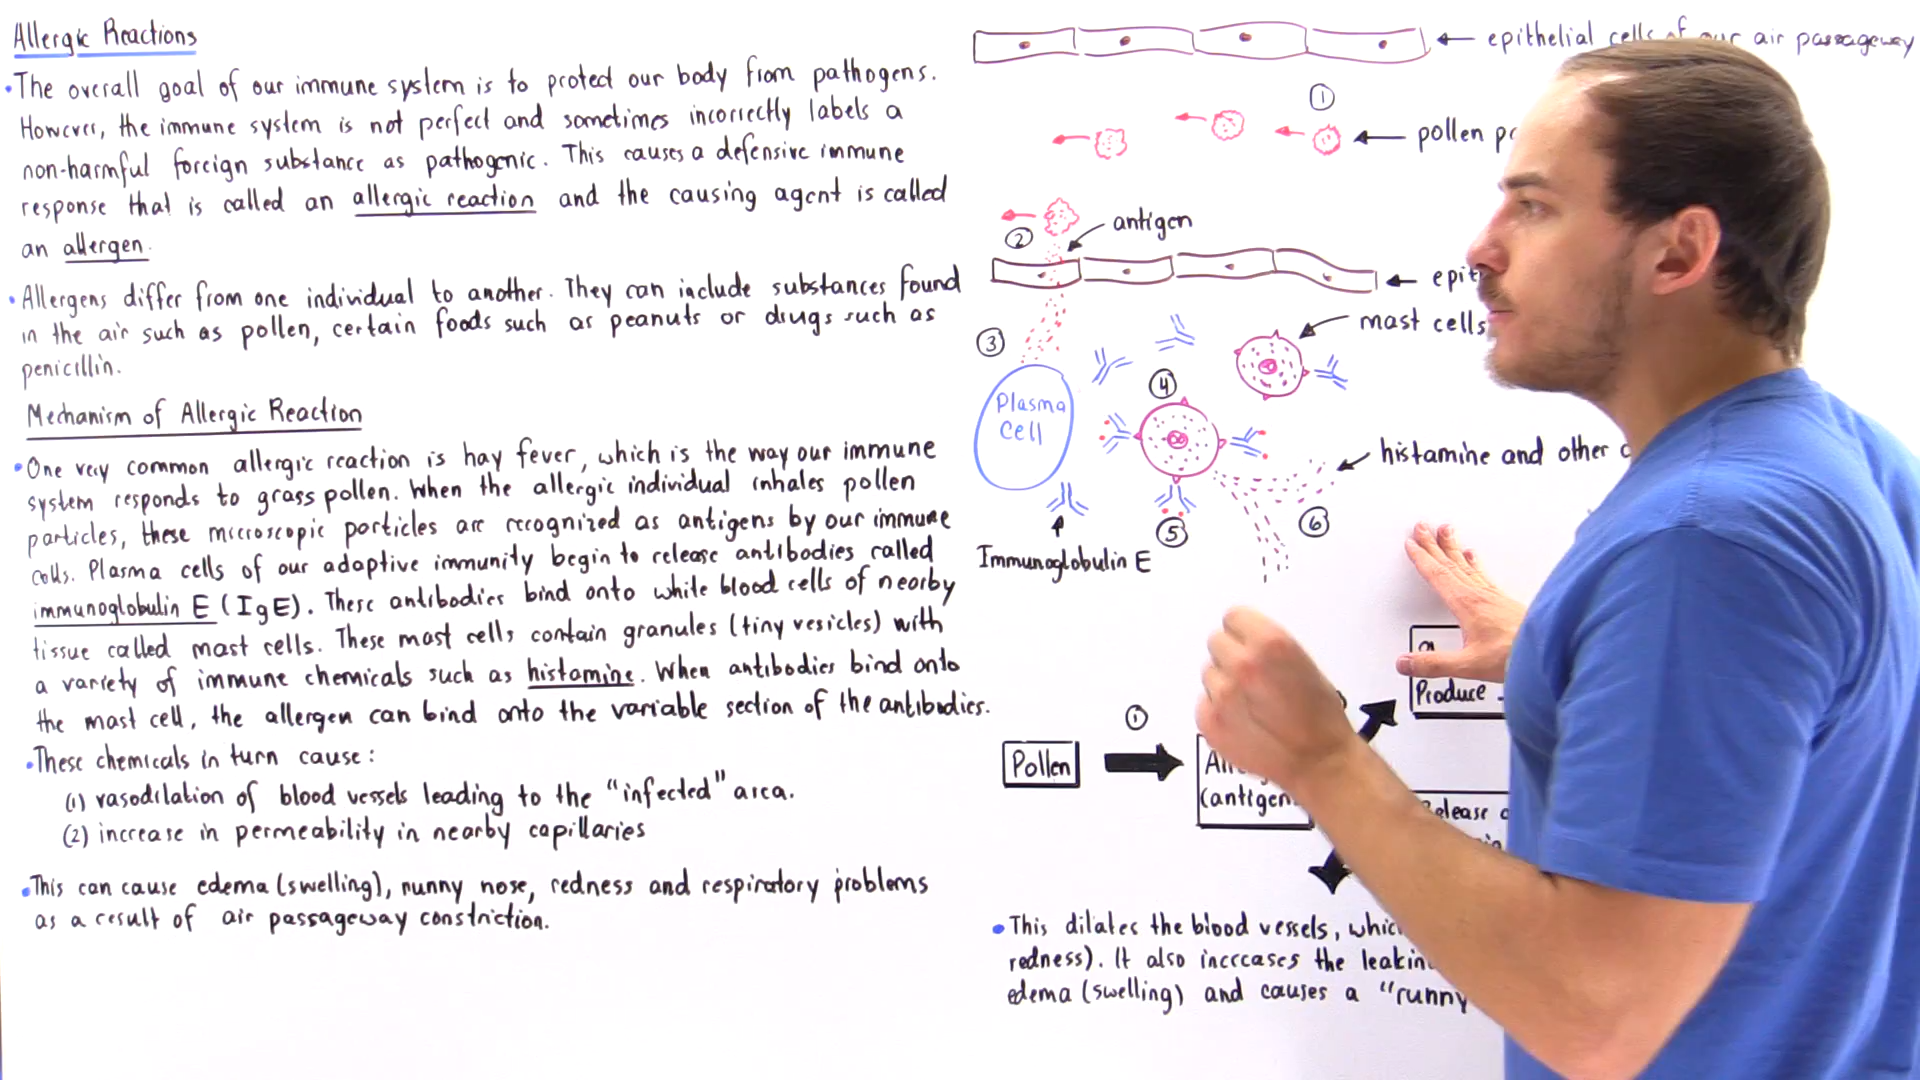 Allergic Reactions
•The overall goal of our immune system is to protect our body from pathogens.
However, the immune system is not perfect and sometimes incorrectly labels a
non-harmful foreign substance as pathogenic. This causes a defensive immune
response that is called an allergic reaction and the causing agent is called
an allergen.
•Allergens differ from one individual to another. They can include substances found
in the air such as pollen, certain foods such as peanuts or drugs such as
penicillin.
Mechanism of Allergic Reaction
•One very common allergic reaction is hay fever, which is the way our immune
system responds to grass pollen. When the allergic individual inhales pollen
particles, these microscopic particles are recognized as antigens by our immune
cells. Plasma cells of our adaptive immunity begin to release antibodies called
immunoglobulin E (IgE). These antibodies bind onto white blood cells of nearby
tissue called mast cells. These mast cells contain granules (tiny vesicles) with
a variety of immune chemicals such as histamine. When antibodies bind onto
the mast cell, the allergen can bind onto the variable section of the antibodies.
•These chemicals in turn cause:
(1) vasodilation of blood vessels leading to the "infected" area.
(2) increase in permeability in nearby capillaries
•This can cause edema (swelling), runny nose, redness and respiratory problems
as a result of air passageway constriction.
epithelial cells of our air passageway
1
pollen
2
antigen
3
mast cells
4
Plasma
Cell
histamine and other
5
6
Immunoglobulin E
1
Pollen
(antigen
Produce
•This dilates the blood vessels,
redness). It also increases the
edema (swelling) and causes a "runny